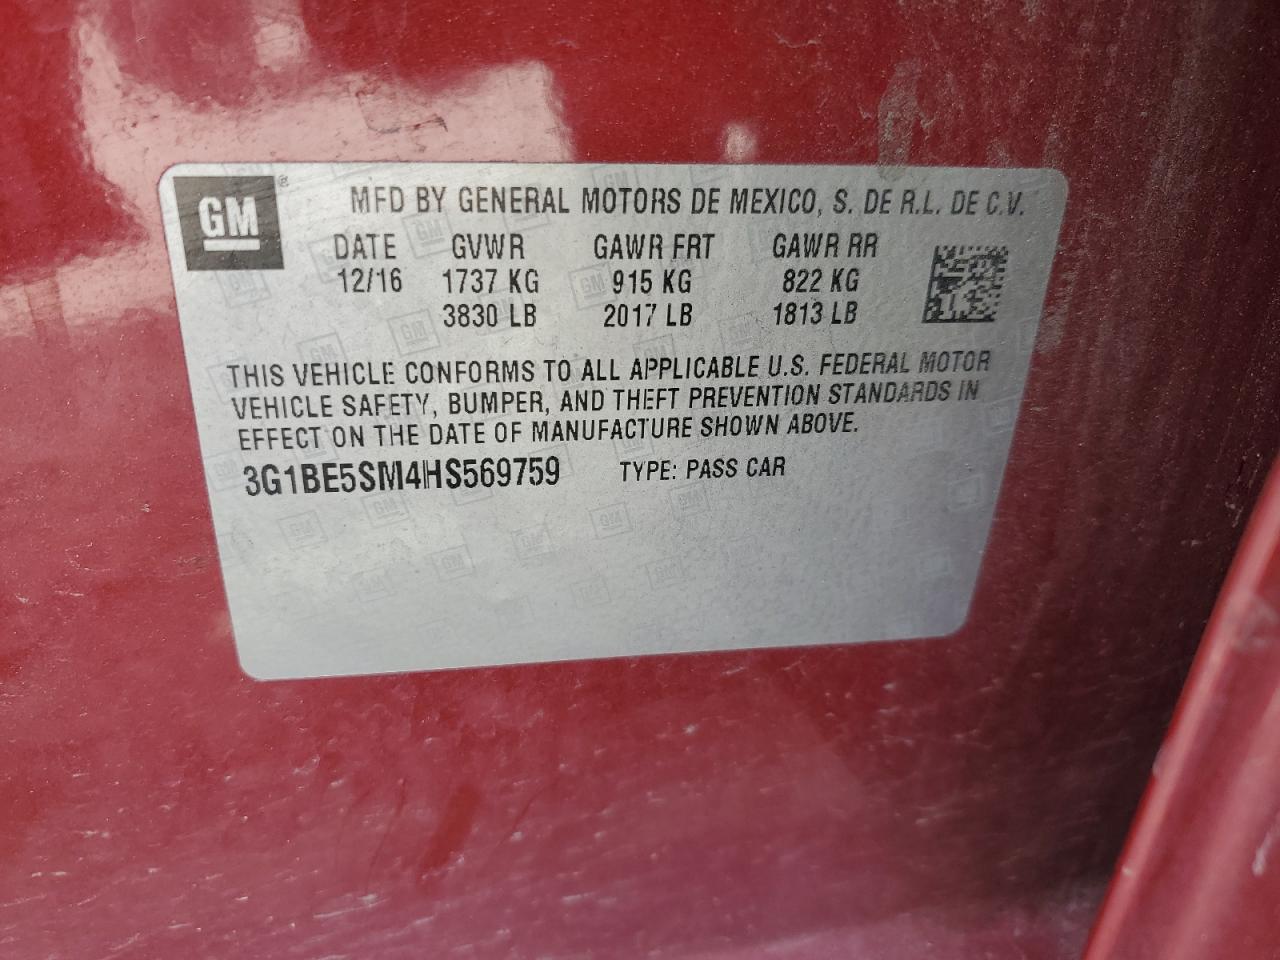 GM®
MFD BY GENERAL MOTORS DE MEXICO, S. DE R.L. DE C.V.
DATE GVWR GAWR FRT GAWR RR
12/16 1737 KG 915 KG 822 KG
3830 LB 2017 LB 1813 LB
THIS VEHICLE CONFORMS TO ALL APPLICABLE U.S. FEDERAL MOTOR
VEHICLE SAFETY, BUMPER, AND THEFT PREVENTION STANDARDS IN
EFFECT ON THE DATE OF MANUFACTURE SHOWN ABOVE.
3G1BE5SM4HS569759 TYPE: PASS CAR